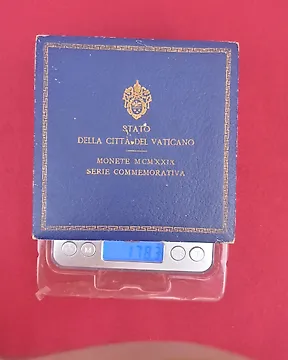 STATO
DELLA CITTÀ DEL VATICANO
MONETE MCMXXIX
SERIE COMMEMORATIVA
M